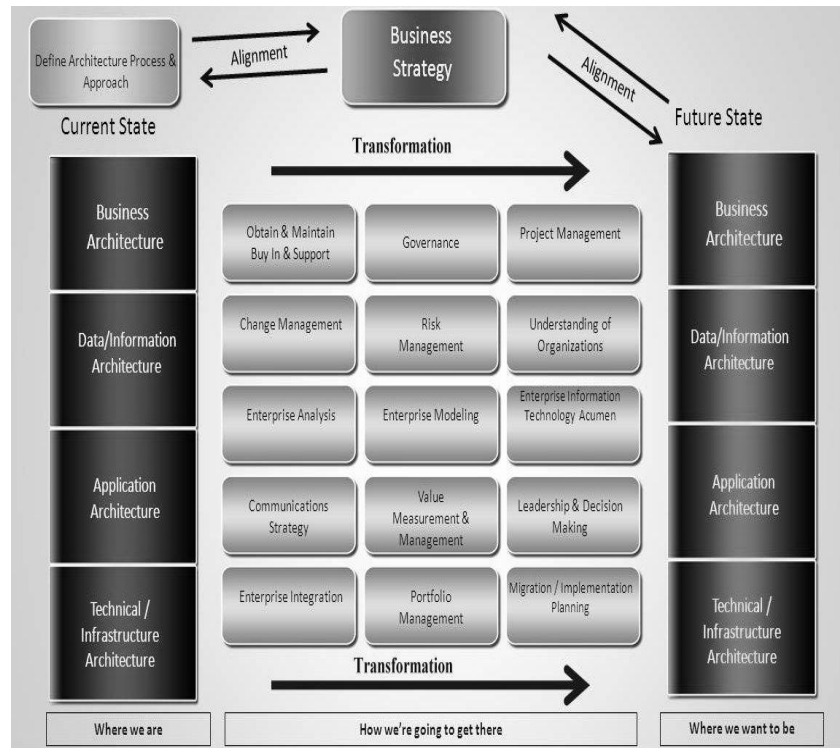 Define Architecture Process &
Approach
Alignment
Business
Strategy
Alignment
Current State
Future State
Transformation
Business
Architecture
Data/Information
Architecture
Application
Architecture
Technical /
Infrastructure
Architecture
Obtain & Maintain
Buy In & Support
Governance
Project Management
Change Management
Risk
Management
Understanding of
Organizations
Enterprise Analysis
Enterprise Modeling
Enterprise Information
Technology Acumen
Communications
Strategy
Value
Measurement &
Management
Leadership & Decision
Making
Enterprise Integration
Portfolio
Management
Migration / Implementation
Planning
Transformation
Business
Architecture
Data/Information
Architecture
Application
Architecture
Technical /
Infrastructure
Architecture
Where we are
How we're going to get there
Where we want to be